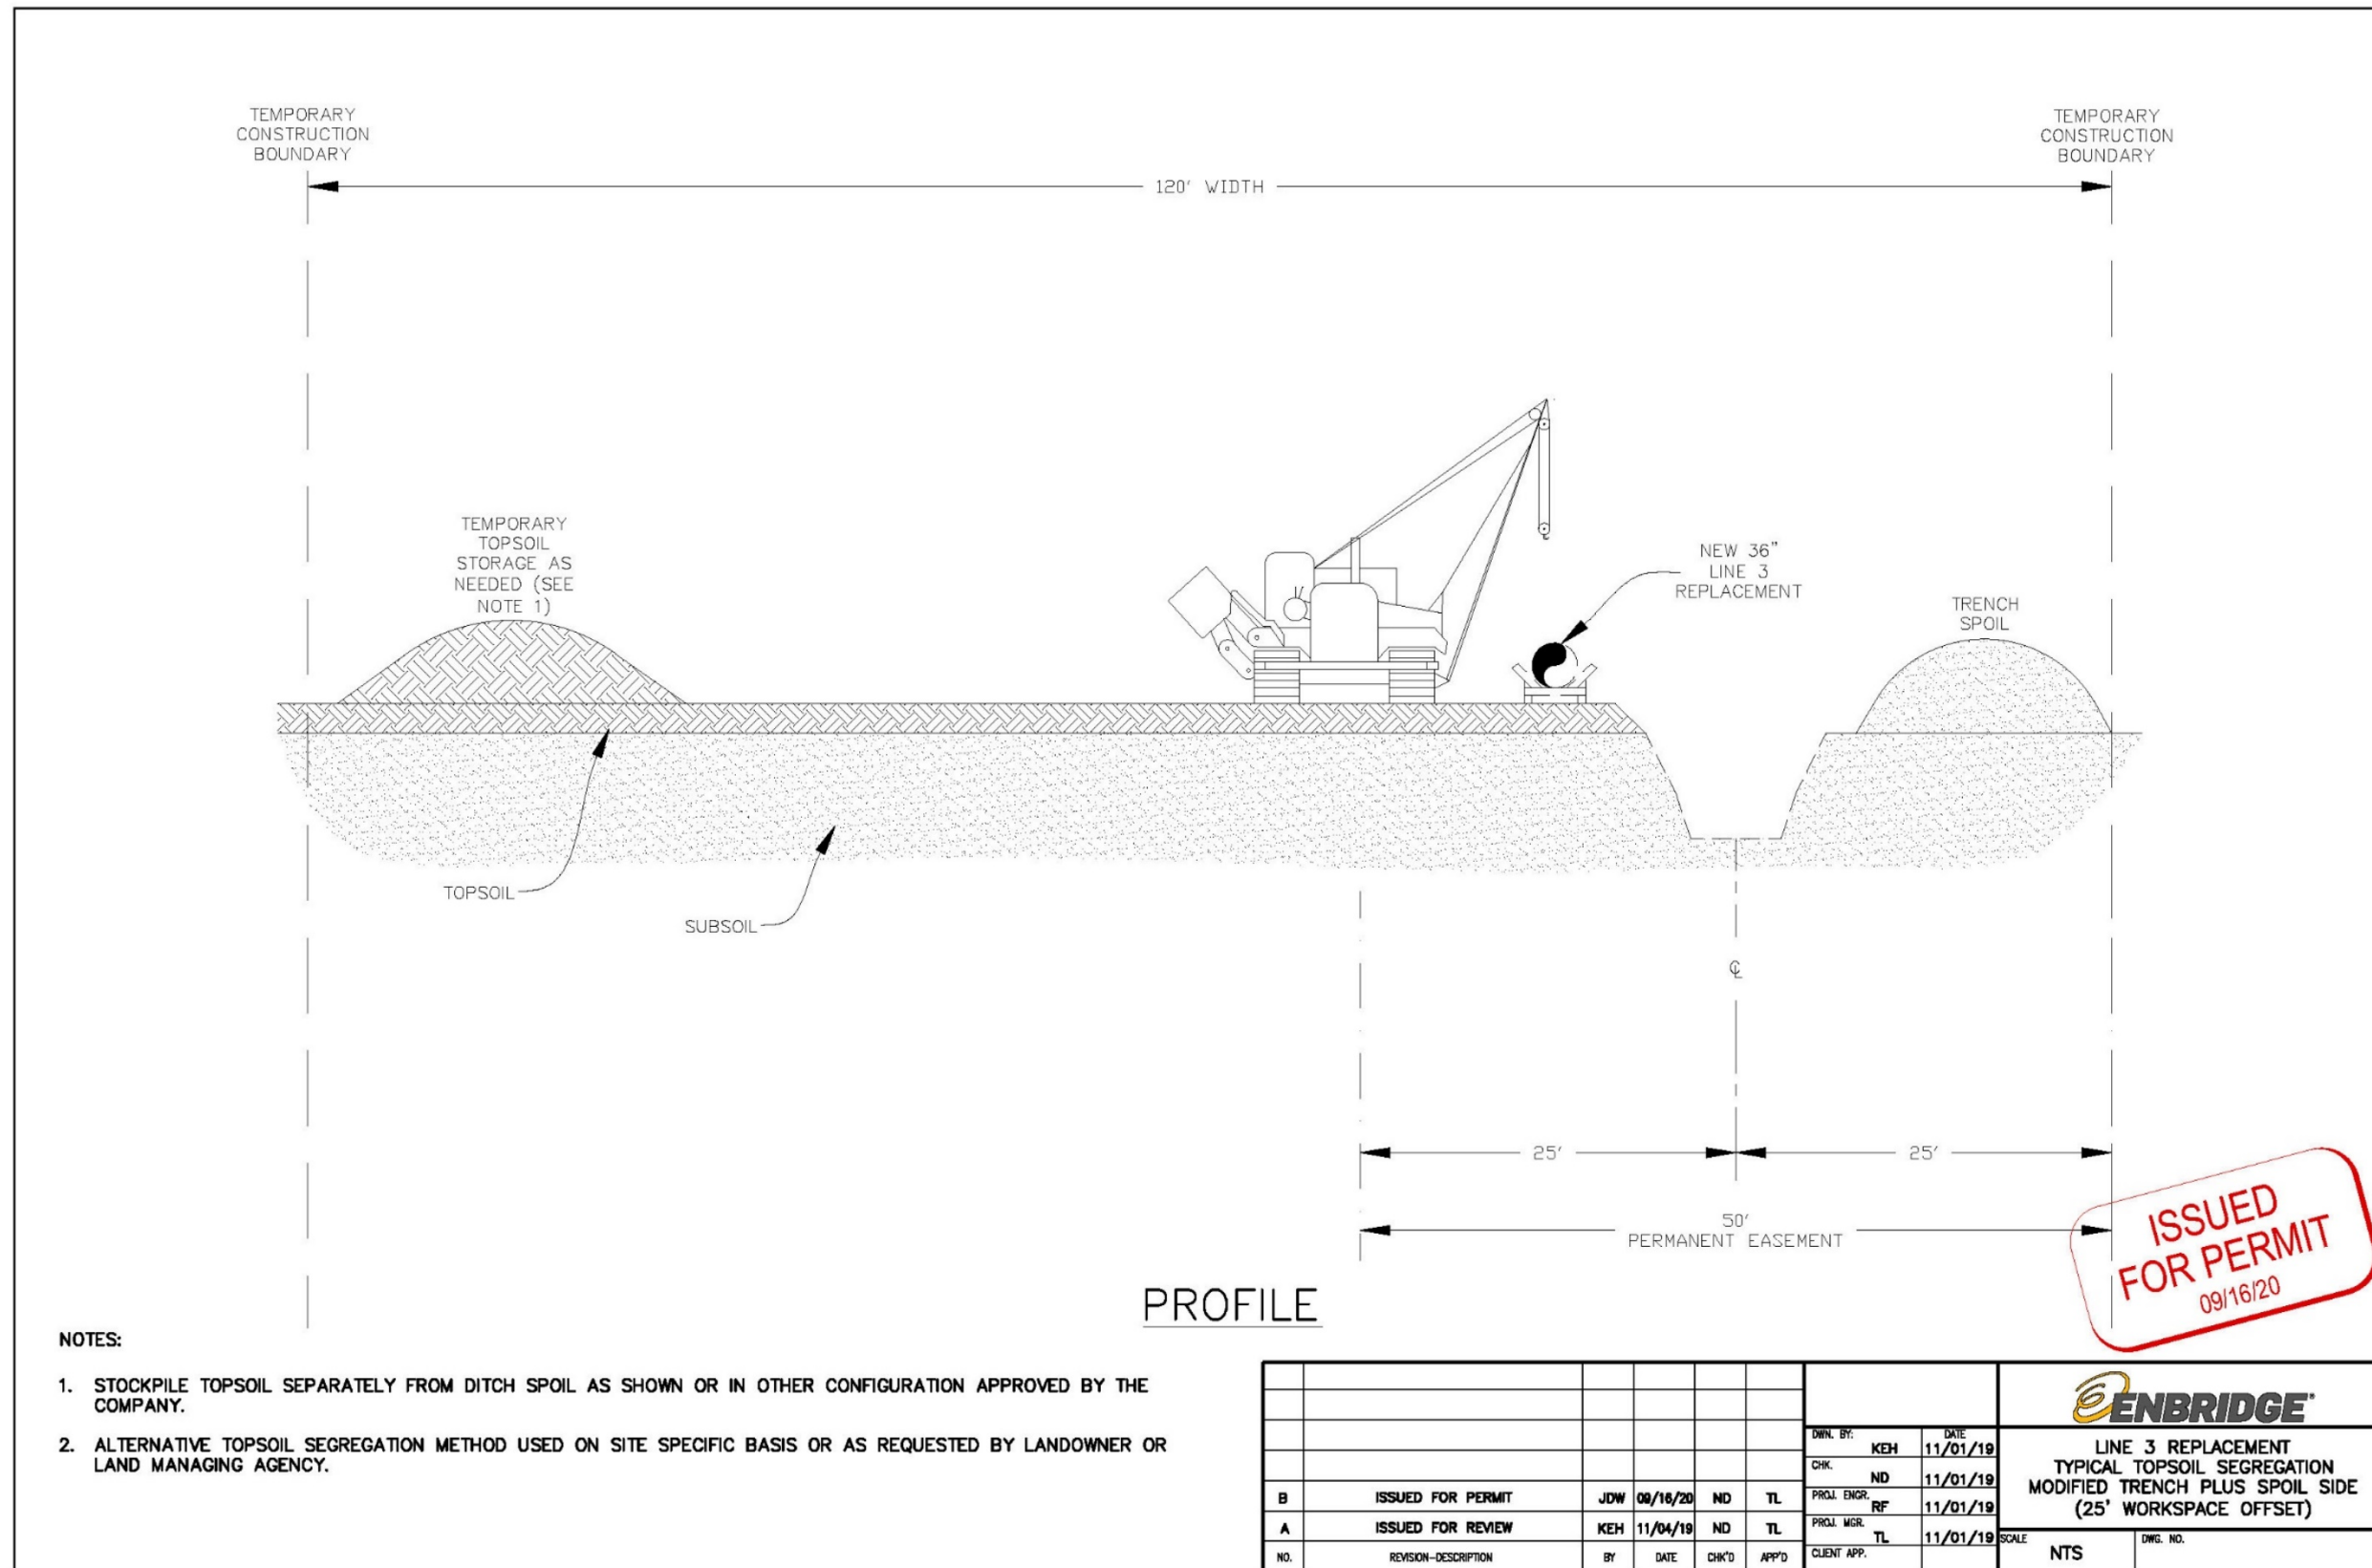 TEMPORARY
CONSTRUCTION
BOUNDARY
TEMPORARY
CONSTRUCTION
BOUNDARY
120' WIDTH
TEMPORARY
TOPSOIL
STORAGE AS
NEEDED (SEE
NOTE 1)
NEW 36"
LINE 3
REPLACEMENT
TRENCH
SPOIL
TOPSOIL
SUBSOIL
℄
25'
25'
50'
PERMANENT EASEMENT
ISSUED
FOR PERMIT
09/16/20
PROFILE
NOTES:
1. STOCKPILE TOPSOIL SEPARATELY FROM DITCH SPOIL AS SHOWN OR IN OTHER CONFIGURATION APPROVED BY THE
COMPANY.
2. ALTERNATIVE TOPSOIL SEGREGATION METHOD USED ON SITE SPECIFIC BASIS OR AS REQUESTED BY LANDOWNER OR
LAND MANAGING AGENCY.
B ISSUED FOR PERMIT JDW 09/16/20 ND TL
A ISSUED FOR REVIEW KEH 11/04/19 ND TL
NO. REVISION-DESCRIPTION BY DATE CHK'D APP'D
DWN. BY: KEH DATE 11/01/19
CHK. ND 11/01/19
PROJ. ENGR. RF 11/01/19
PROJ. MGR. TL 11/01/19
CLIENT APP.
ENBRIDGE®
LINE 3 REPLACEMENT
TYPICAL TOPSOIL SEGREGATION
MODIFIED TRENCH PLUS SPOIL SIDE
(25' WORKSPACE OFFSET)
SCALE NTS DWG. NO.